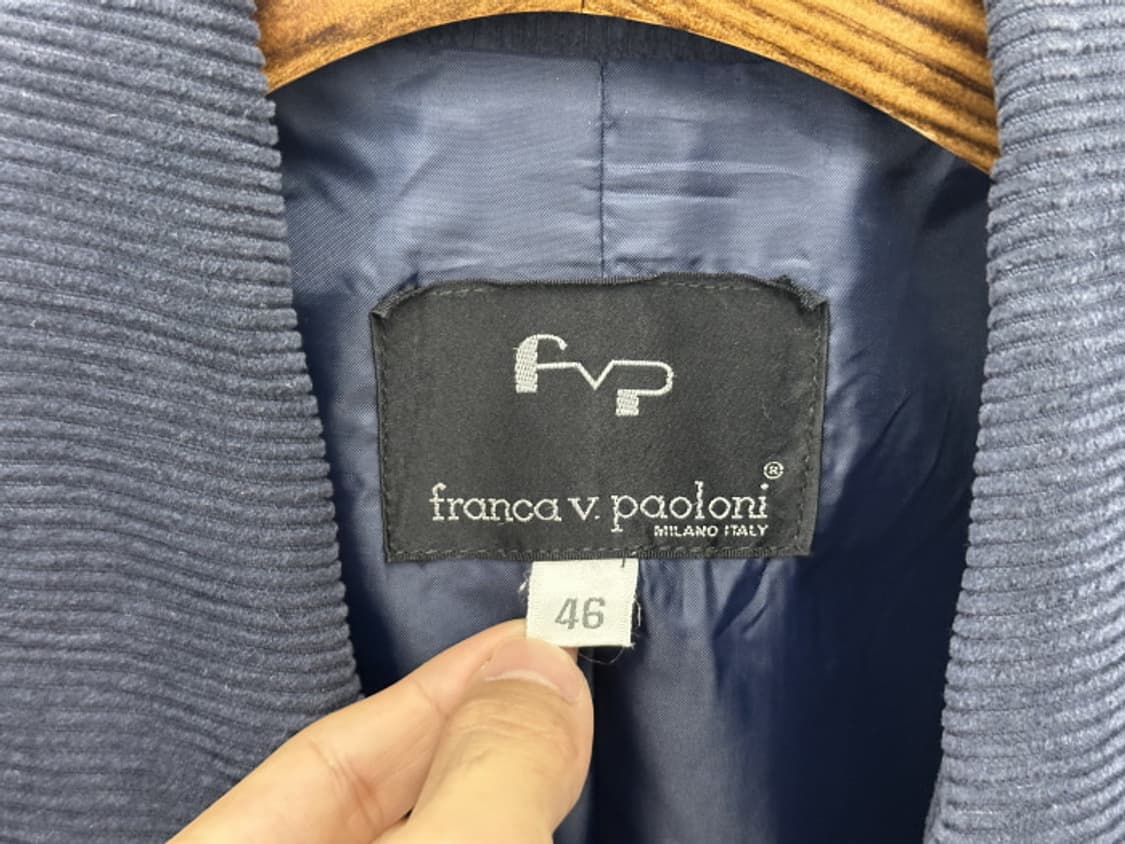 fvp
franca v. paoloni®
MILANO ITALY
46